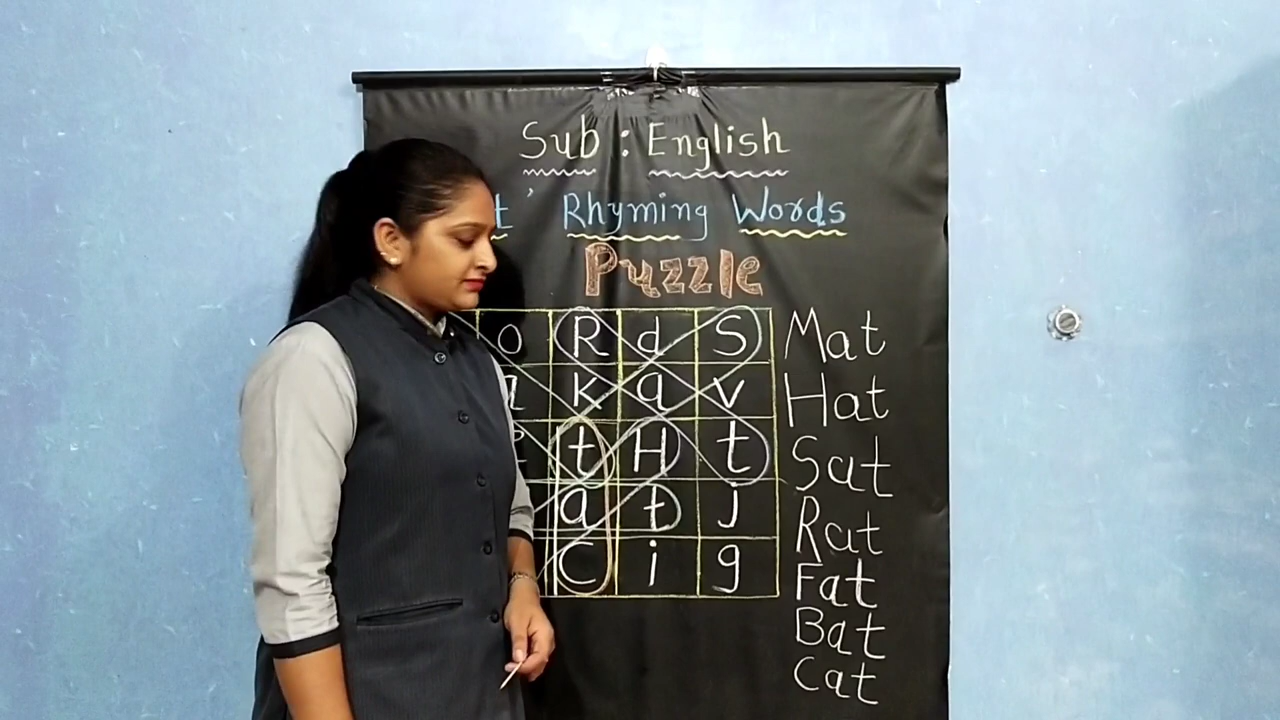 Sub : English
t' Rhyming Words
Puzzle
o R d S Mat
k a v Hat
t H t Sat
a t j Rat
C i g Fat
Bat
Cat